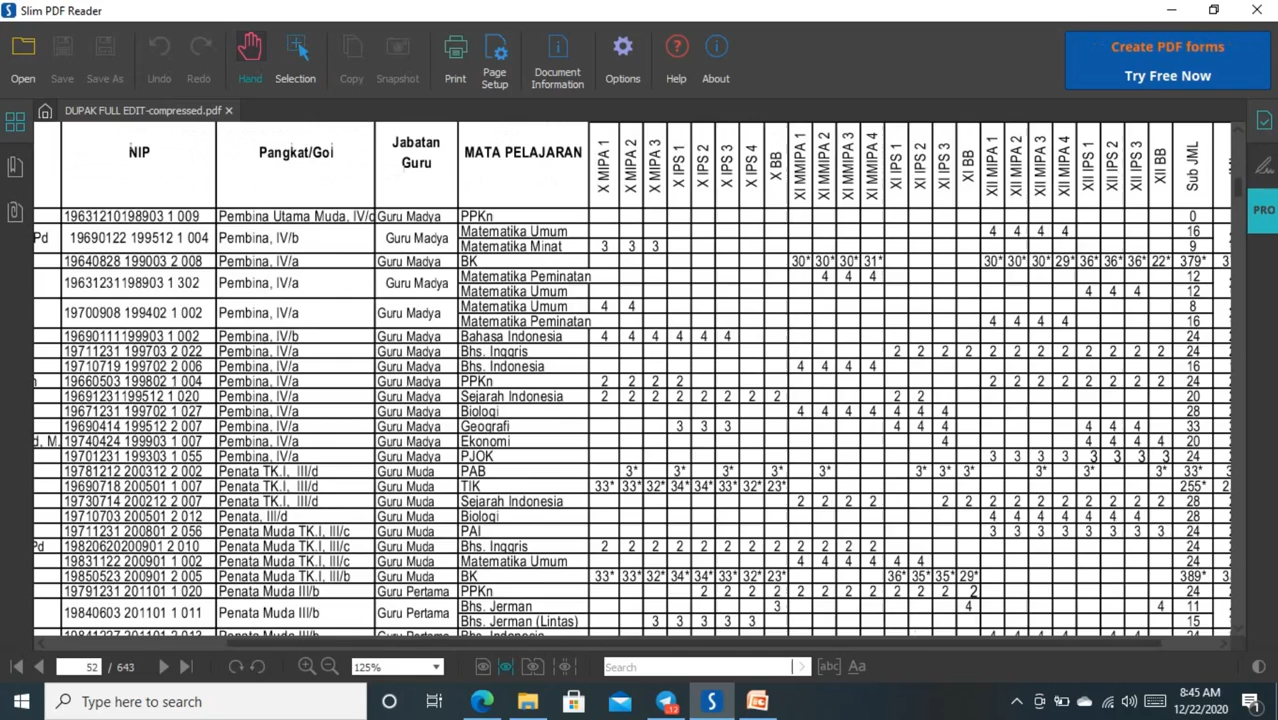 Slim PDF Reader
Open Save Save As Undo Redo Hand Selection Copy Snapshot Print Page Setup Document Information Options Help About
Create PDF forms
Try Free Now
DUPAK FULL EDIT-compressed.pdf ×
PRO
NIP Pangkat/Gol Jabatan Guru MATA PELAJARAN X MIPA 1 X MIPA 2 X MIPA 3 X IPS 1 X IPS 2 X IPS 3 X IPS 4 X BB XI MMIPA 1 XI MMIPA 2 XI MMIPA 3 XI MMIPA 4 XI IPS 1 XI IPS 2 XI IPS 3 XI BB XII MIPA 1 XII MIPA 2 XII MIPA 3 XII MIPA 4 XII IPS 1 XII IPS 2 XII IPS 3 XII BB Sub JML
19631210198903 1 009 Pembina Utama Muda, IV/c Guru Madya PPKn 0
Pd 19690122 199512 1 004 Pembina, IV/b Guru Madya Matematika Umum 4 4 4 4 16
Matematika Minat 3 3 3 9
19640828 199003 2 008 Pembina, IV/a Guru Madya BK 30* 30* 30* 31* 30* 30* 30* 29* 36* 36* 36* 22* 379* 3
19631231198903 1 302 Pembina, IV/a Guru Madya Matematika Peminatan 4 4 4 12
Matematika Umum 4 4 4 12
19700908 199402 1 002 Pembina, IV/a Guru Madya Matematika Umum 4 4 8
Matematika Peminatan 4 4 4 4 16
19690111199903 1 002 Pembina, IV/b Guru Madya Bahasa Indonesia 4 4 4 4 4 4 24
19711231 199703 2 022 Pembina, IV/a Guru Madya Bhs. Inggris 2 2 2 2 2 2 2 2 2 2 2 2 24
19710719 199702 2 006 Pembina, IV/a Guru Madya Bhs. Indonesia 4 4 4 4 16
19660503 199802 1 004 Pembina, IV/a Guru Madya PPKn 2 2 2 2 2 2 2 2 2 2 2 2 24
19691231199512 1 020 Pembina, IV/a Guru Madya Sejarah Indonesia 2 2 2 2 2 2 2 2 2 2 20
19671231 199702 1 027 Pembina, IV/a Guru Madya Biologi 4 4 4 4 4 4 4 28
19690414 199512 2 007 Pembina, IV/a Guru Madya Geografi 3 3 3 4 4 4 4 4 4 33
d, M. 19740424 199903 1 007 Pembina, IV/a Guru Madya Ekonomi 4 4 4 4 4 20
19701231 199303 1 055 Pembina, IV/a Guru Madya PJOK 3 3 3 3 3 3 3 3 24
19781212 200312 2 002 Penata TK.I, III/d Guru Muda PAB 3* 3* 3* 3* 3* 3* 3* 3* 3* 3* 3* 33*
19690718 200501 1 007 Penata TK.I, III/d Guru Muda TIK 33* 33* 32* 34* 34* 33* 32* 23* 255* 2
19730714 200212 2 007 Penata TK.I, III/d Guru Muda Sejarah Indonesia 2 2 2 2 2 2 2 2 2 2 2 2 2 2 28
19710703 200501 2 012 Penata, III/d Guru Muda Biologi 4 4 4 4 4 4 4 28
19711231 200801 2 056 Penata Muda TK.I, III/c Guru Muda PAI 3 3 3 3 3 3 3 3 24
Pd 19820620200901 2 010 Penata Muda TK.I, III/c Guru Muda Bhs. Inggris 2 2 2 2 2 2 2 2 2 2 2 2 24
19831122 200901 1 002 Penata Muda TK.I, III/c Guru Muda Matematika Umum 4 4 4 4 4 4 24
19850523 200901 2 005 Penata Muda TK.I, III/b Guru Muda BK 33* 33* 32* 34* 34* 33* 32* 23* 36* 35* 35* 29* 389* 3
19791231 201101 1 020 Penata Muda III/b Guru Pertama PPKn 2 2 2 2 2 2 2 2 2 2 2 2 24
19840603 201101 1 011 Penata Muda III/b Guru Pertama Bhs. Jerman 3 4 4 11
Bhs. Jerman (Lintas) 3 3 3 3 3 15
19841227 201101 2 013 Penata Muda III/b Guru Pertama Bhs. Indonesia 4 4 4 4 4 4 24
52 / 643 125% Search [abc] Aa
Type here to search 12 8:45 AM
12/22/2020 1